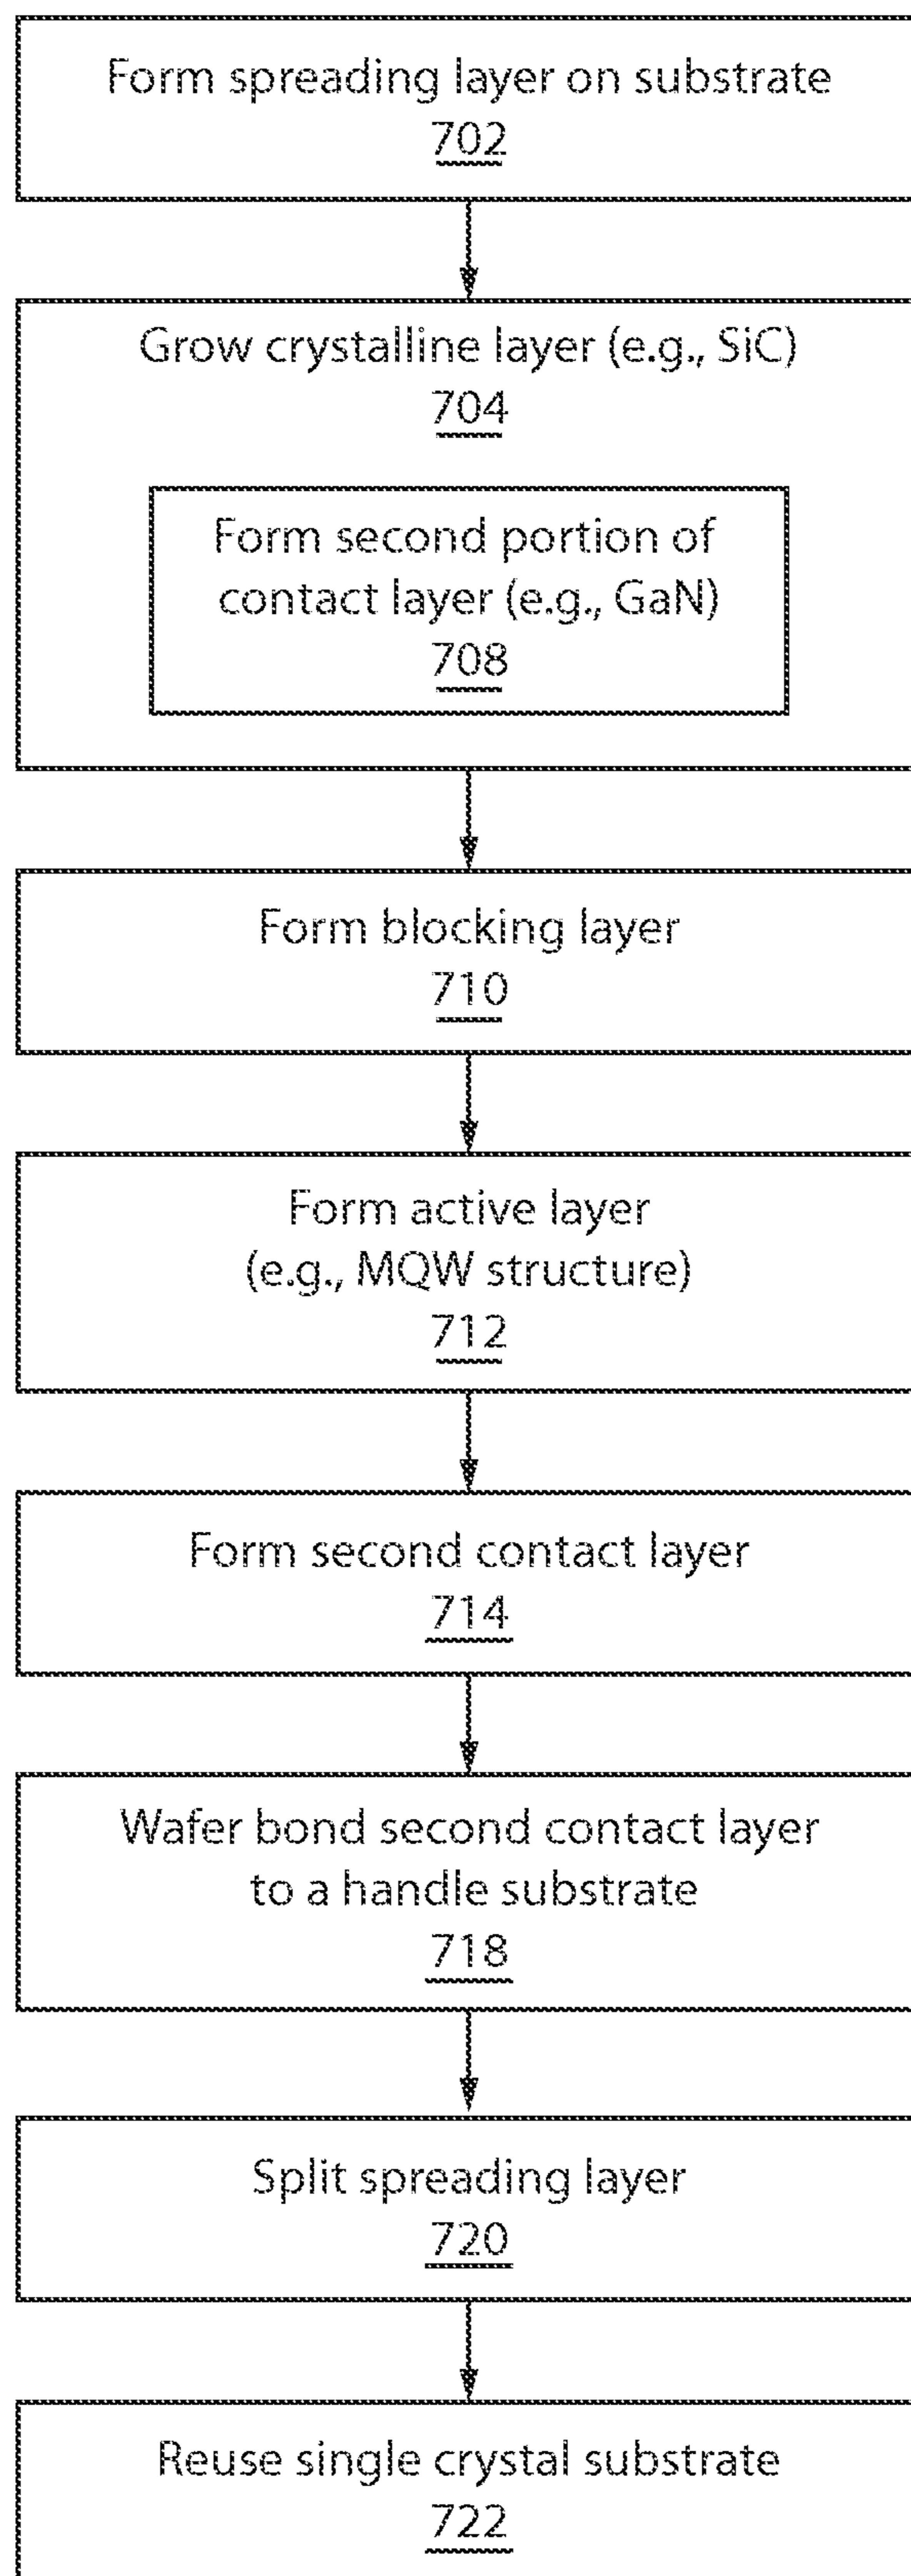 Form spreading layer on substrate
702
Grow crystalline layer (e.g., SiC)
704
Form second portion of
contact layer (e.g., GaN)
708
Form blocking layer
710
Form active layer
(e.g., MQW structure)
712
Form second contact layer
714
Wafer bond second contact layer
to a handle substrate
718
Split spreading layer
720
Reuse single crystal substrate
722